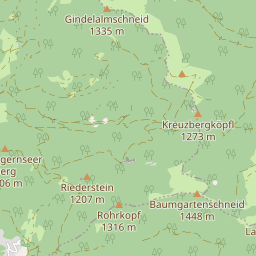 Gindelalmschneid
1335 m
Kreuzbergköpfl
1273 m
gernseer
erg
06 m
Riederstein
1207 m
Rohrkopf
1316 m
Baumgartenschneid
1448 m
La